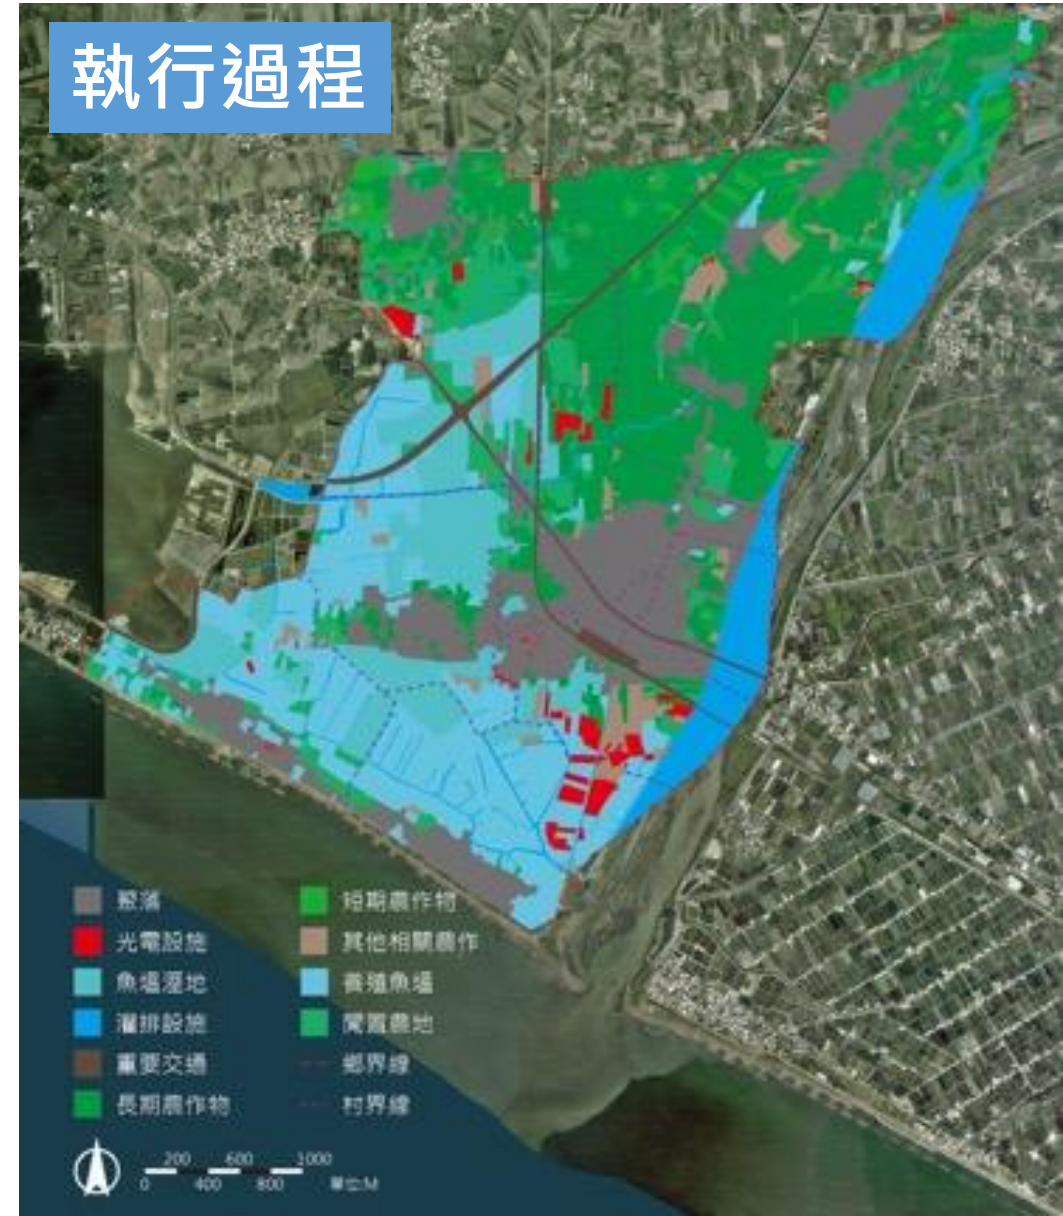 執行過程
聚落
光電設施
魚塭溼地
灌排設施
重要交通
長期農作物
短期農作物
其他相關農作
養殖魚塭
閒置農地
鄉界線
村界線
200 600 1000
0 400 800 單位:M